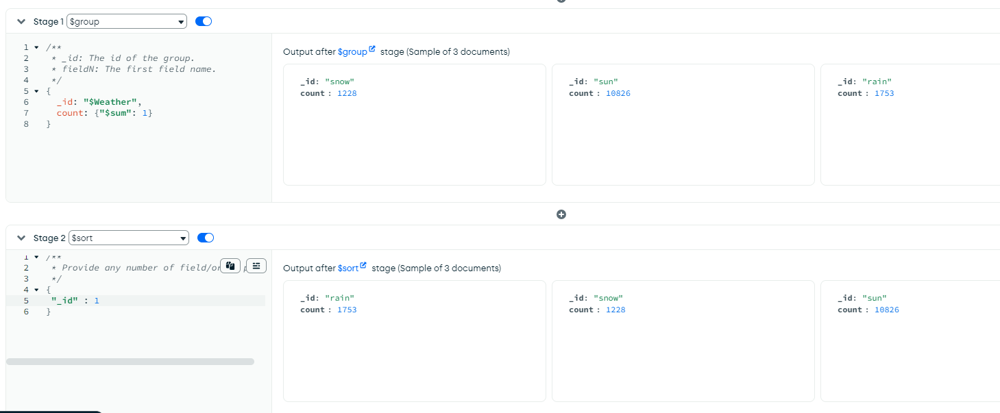 Stage 1 $group
1 /**
2 * _id: The id of the group.
3 * fieldN: The first field name.
4 */
5 {
6 _id: "$Weather",
7 count: {"$sum": 1}
8 }
Output after $group stage (Sample of 3 documents)
_id: "snow"
count : 1228
_id: "sun"
count : 10826
_id: "rain"
count : 1753
Stage 2 $sort
1 /**
2 * Provide any number of field/or
3 */
4 {
5 "_id" : 1
6 }
Output after $sort stage (Sample of 3 documents)
_id: "rain"
count : 1753
_id: "snow"
count : 1228
_id: "sun"
count : 10826